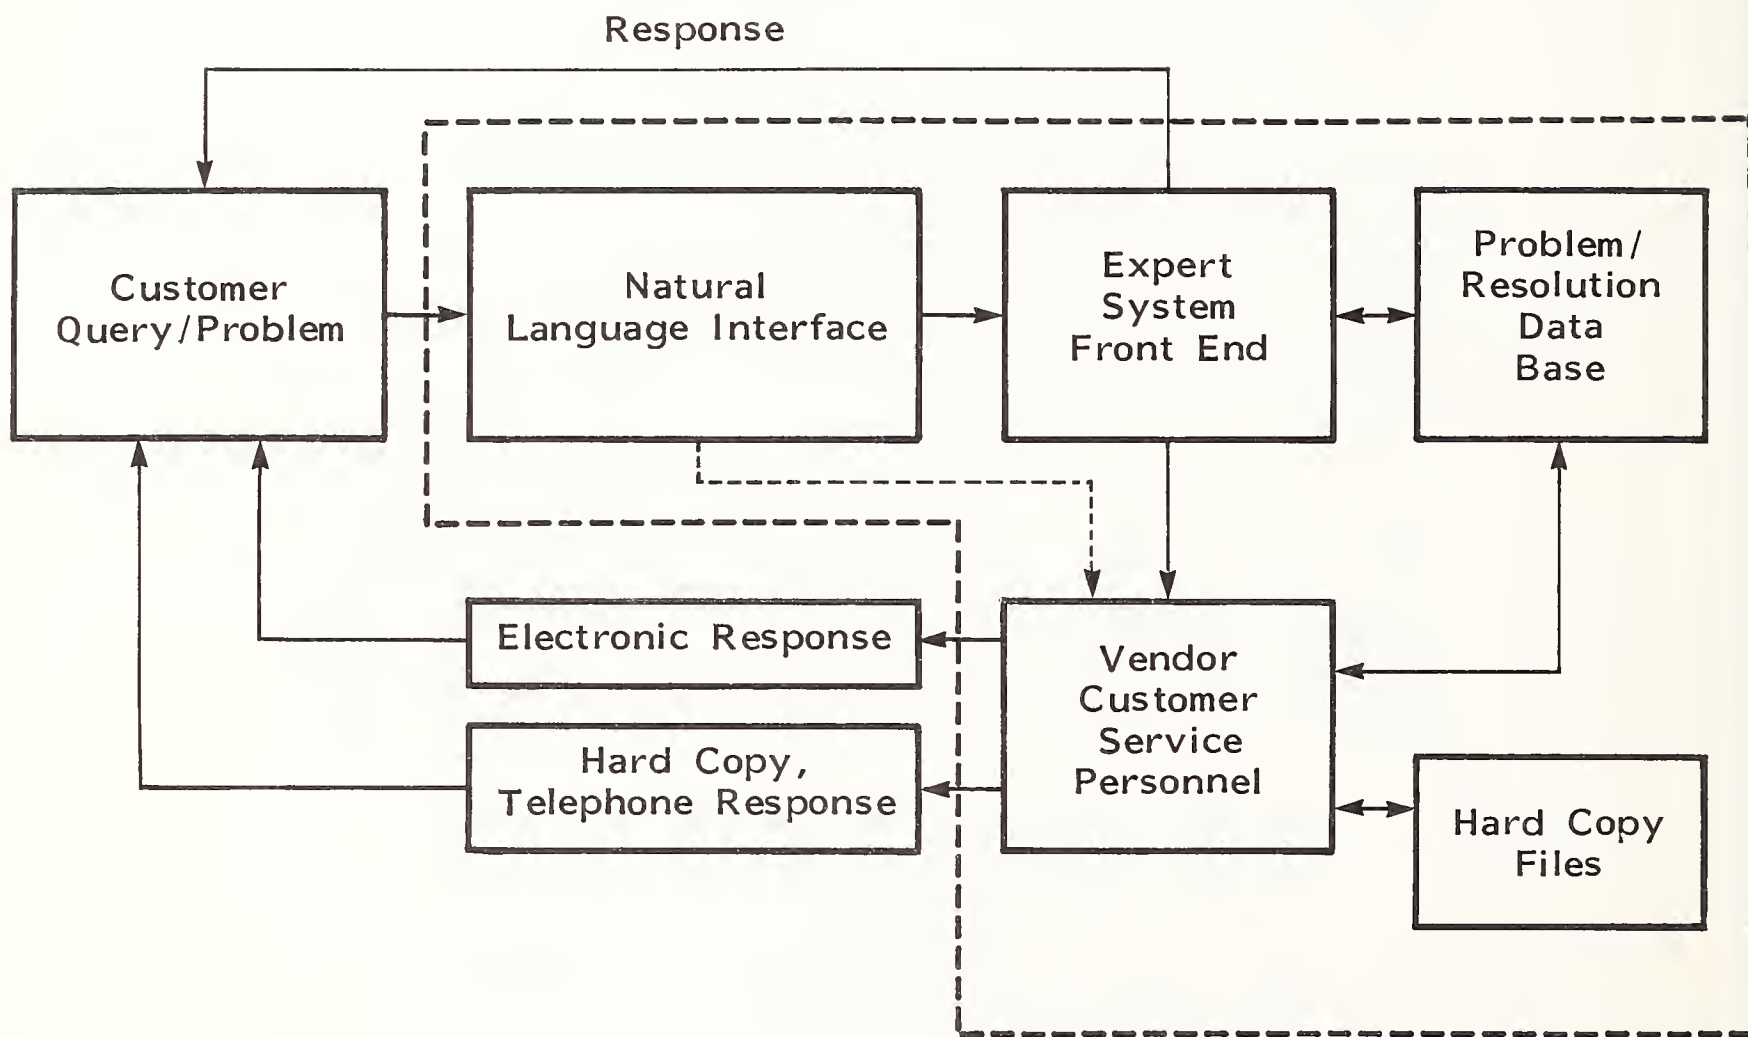 Response
Customer
Query/Problem
Natural
Language Interface
Expert
System
Front End
Problem/
Resolution
Data
Base
Electronic Response
Hard Copy,
Telephone Response
Vendor
Customer
Service
Personnel
Hard Copy
Files